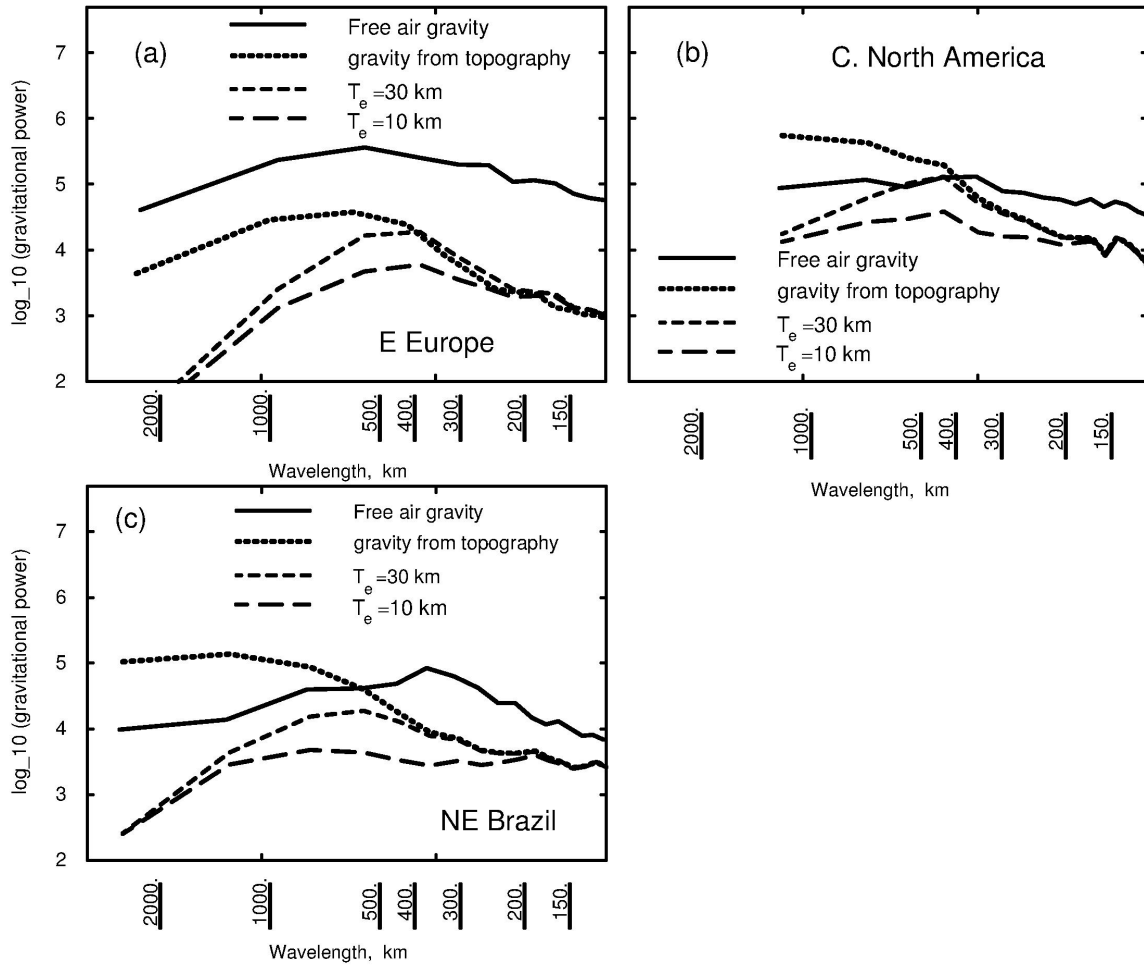 (a)
Free air gravity
gravity from topography
T_e =30 km
T_e =10 km
log_10 (gravitational power)
7
6
5
4
3
2
E Europe
2000.
1000.
500.
400.
300.
200.
150.
Wavelength, km
(b)
C. North America
Free air gravity
gravity from topography
T_e =30 km
T_e =10 km
2000.
1000.
500.
400.
300.
200.
150.
Wavelength, km
(c)
Free air gravity
gravity from topography
T_e =30 km
T_e =10 km
log_10 (gravitational power)
7
6
5
4
3
2
NE Brazil
2000.
1000.
500.
400.
300.
200.
150.
Wavelength, km